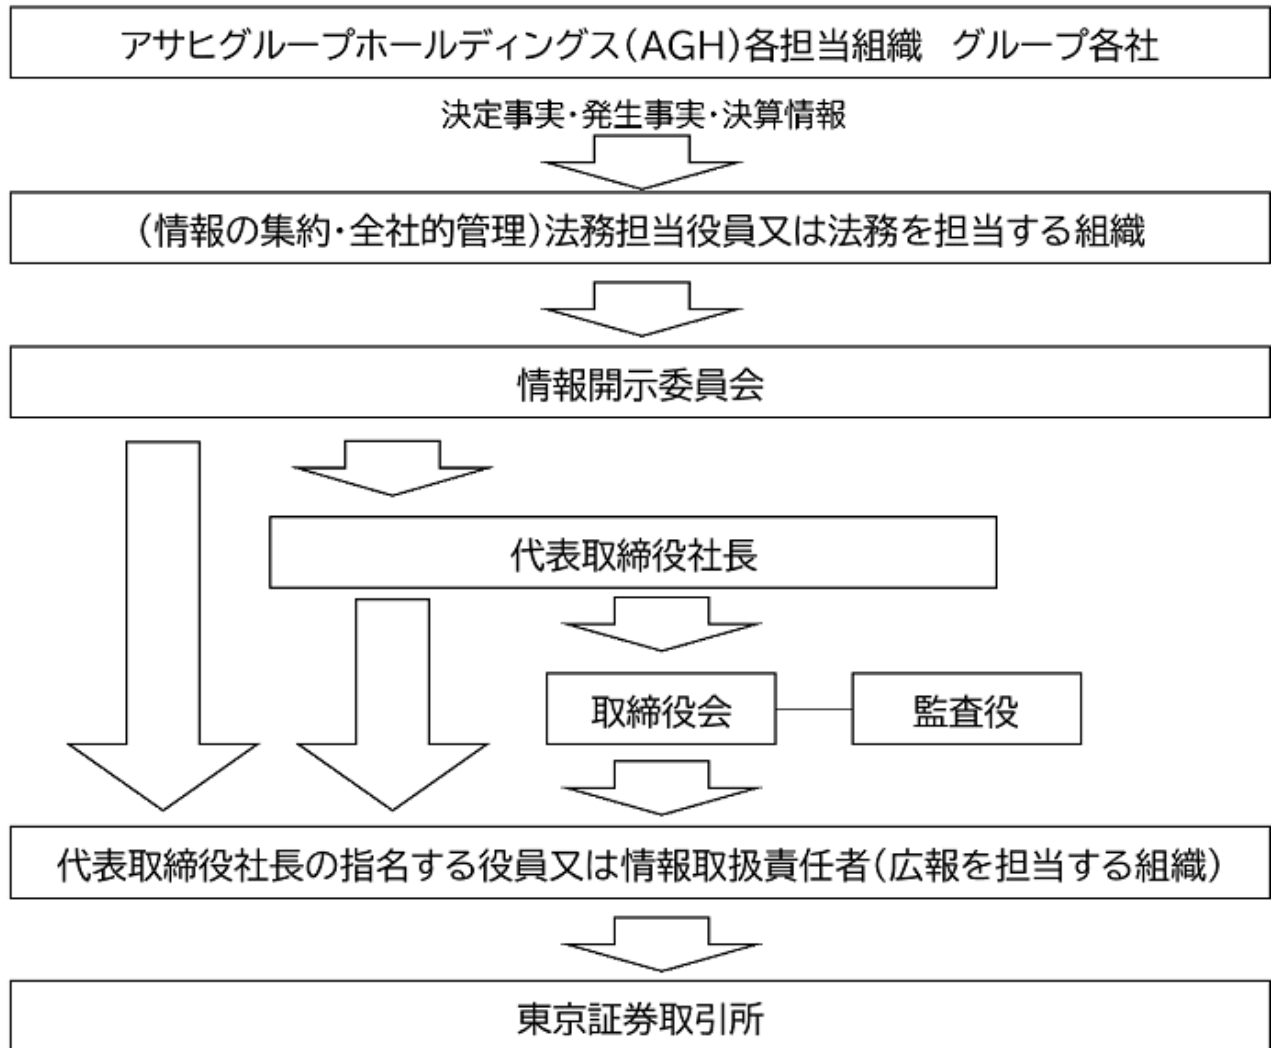 アサヒグループホールディングス(AGH)各担当組織　グループ各社
決定事実・発生事実・決算情報
(情報の集約・全社的管理)法務担当役員又は法務を担当する組織
情報開示委員会
代表取締役社長
取締役会
監査役
代表取締役社長の指名する役員又は情報取扱責任者(広報を担当する組織)
東京証券取引所